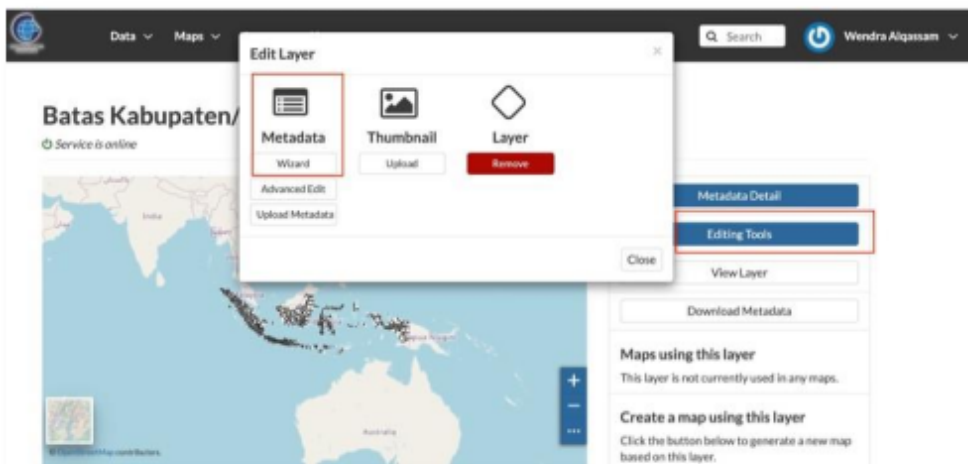 Data
Maps
Search
Wendra Alqassam
Edit Layer
×
Metadata
Thumbnail
Layer
Wizard
Upload
Remove
Advanced Edit
Upload Metadata
Close
Batas Kabupaten/
Service is online
Metadata Detail
Editing Tools
View Layer
Download Metadata
Maps using this layer
This layer is not currently used in any maps.
Create a map using this layer
Click the button below to generate a new map
based on this layer.
India
Australia
+
−
...
© OpenStreetMap contributors.